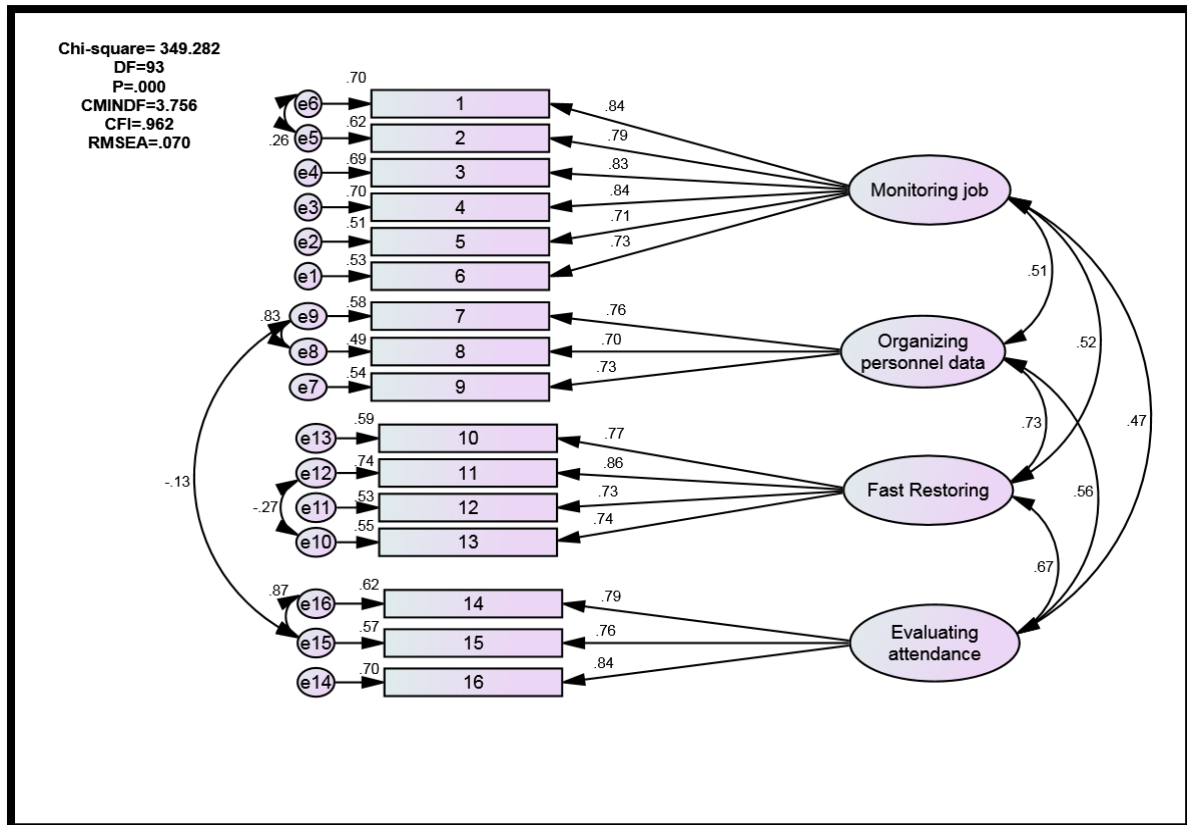 Chi-square= 349.282
DF=93
P=.000
CMINDF=3.756
CFI=.962
RMSEA=.070
.70
e6
1
.84
.26
.62
e5
2
.79
.69
e4
3
.83
.70
e3
4
.84
.51
e2
5
.71
.53
e1
6
.73
Monitoring job
.83
.58
e9
7
.76
.49
e8
8
.70
.54
e7
9
.73
Organizing
personnel data
.51
.52
.47
.59
e13
10
.77
.74
e12
11
.86
-.27
.53
e11
12
.73
.55
e10
13
.74
Fast Restoring
.73
.56
-.13
.87
.62
e16
14
.79
.57
e15
15
.76
.70
e14
16
.84
Evaluating
attendance
.67